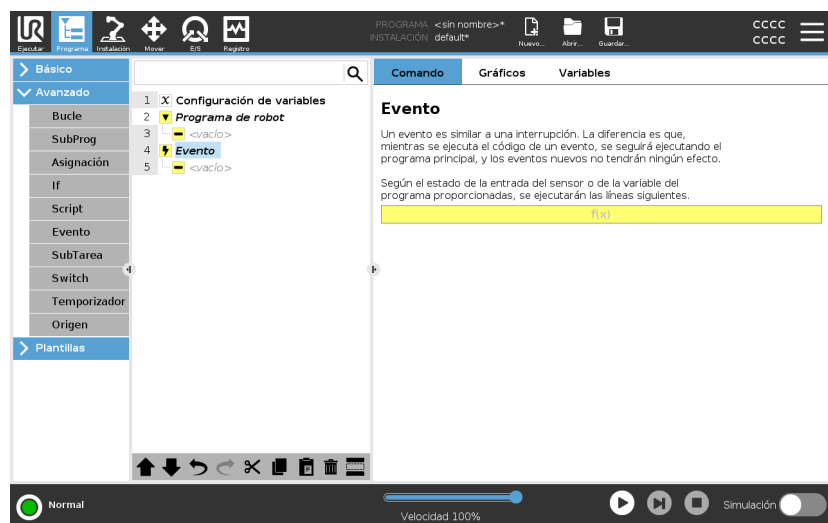 PROGRAMA <sin nombre>*
INSTALACIÓN default*
Ejecutar
Programa
Instalación
Mover
E/S
Registro
Nuevo...
Abrir...
Guardar...
CCCC
CCCC
Básico
Avanzado
Bucle
SubProg
Asignación
If
Script
Evento
SubTarea
Switch
Temporizador
Origen
Plantillas
1 X Configuración de variables
2 Programa de robot
3 <vacío>
4 Evento
5 <vacío>
Comando Gráficos Variables
Evento
Un evento es similar a una interrupción. La diferencia es que,
mientras se ejecuta el código de un evento, se seguirá ejecutando el
programa principal, y los eventos nuevos no tendrán ningún efecto.
Según el estado de la entrada del sensor o de la variable del
programa proporcionadas, se ejecutarán las líneas siguientes.
f(x)
Normal
Velocidad 100%
Simulación